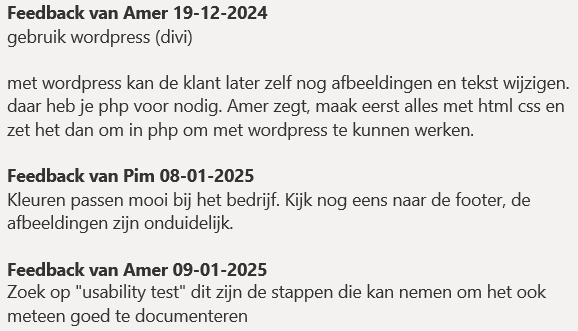 Feedback van Amer 19-12-2024
gebruik wordpress (divi)
met wordpress kan de klant later zelf nog afbeeldingen en tekst wijzigen.
daar heb je php voor nodig. Amer zegt, maak eerst alles met html css en
zet het dan om in php om met wordpress te kunnen werken.
Feedback van Pim 08-01-2025
Kleuren passen mooi bij het bedrijf. Kijk nog eens naar de footer, de
afbeeldingen zijn onduidelijk.
Feedback van Amer 09-01-2025
Zoek op "usability test" dit zijn de stappen die kan nemen om het ook
meteen goed te documenteren